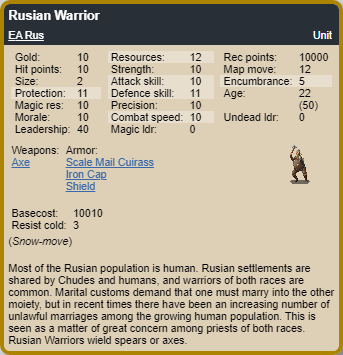 Rusian Warrior
EA Rus Unit
Gold: 10 Resources: 12 Rec points: 10000
Hit points: 10 Strength: 10 Map move: 12
Size: 2 Attack skill: 11 Encumbrance: 5
Protection: 11 Defence skill: 11 Age: 22
Magic res: 10 Precision: 10 (50)
Morale: 10 Combat speed: 10 Undead ldr: 0
Leadership: 40 Magic ldr: 0
Weapons: Armor:
Axe Scale Mail Cuirass
Iron Cap
Shield
Basecost: 10010
Resist cold: 3
(Snow-move)
Most of the Rusian population is human. Rusian settlements are
shared by Chudes and humans, and warriors of both races are
common. Marital customs demand that one must marry into the other
moiety, but in recent times there have been an increasing number of
unlawful marriages among the growing human population. This is
seen as a matter of great concern among priests of both races.
Rusian Warriors wield spears or axes.